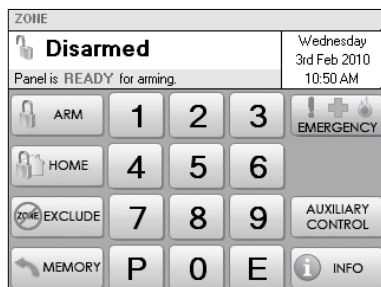 ZONE
Disarmed
Panel is READY for arming.
Wednesday
3rd Feb 2010
10:50 AM
ARM
1 2 3
EMERGENCY
HOME
4 5 6
ZONE EXCLUDE
7 8 9
AUXILIARY
CONTROL
MEMORY
P 0 E
i INFO